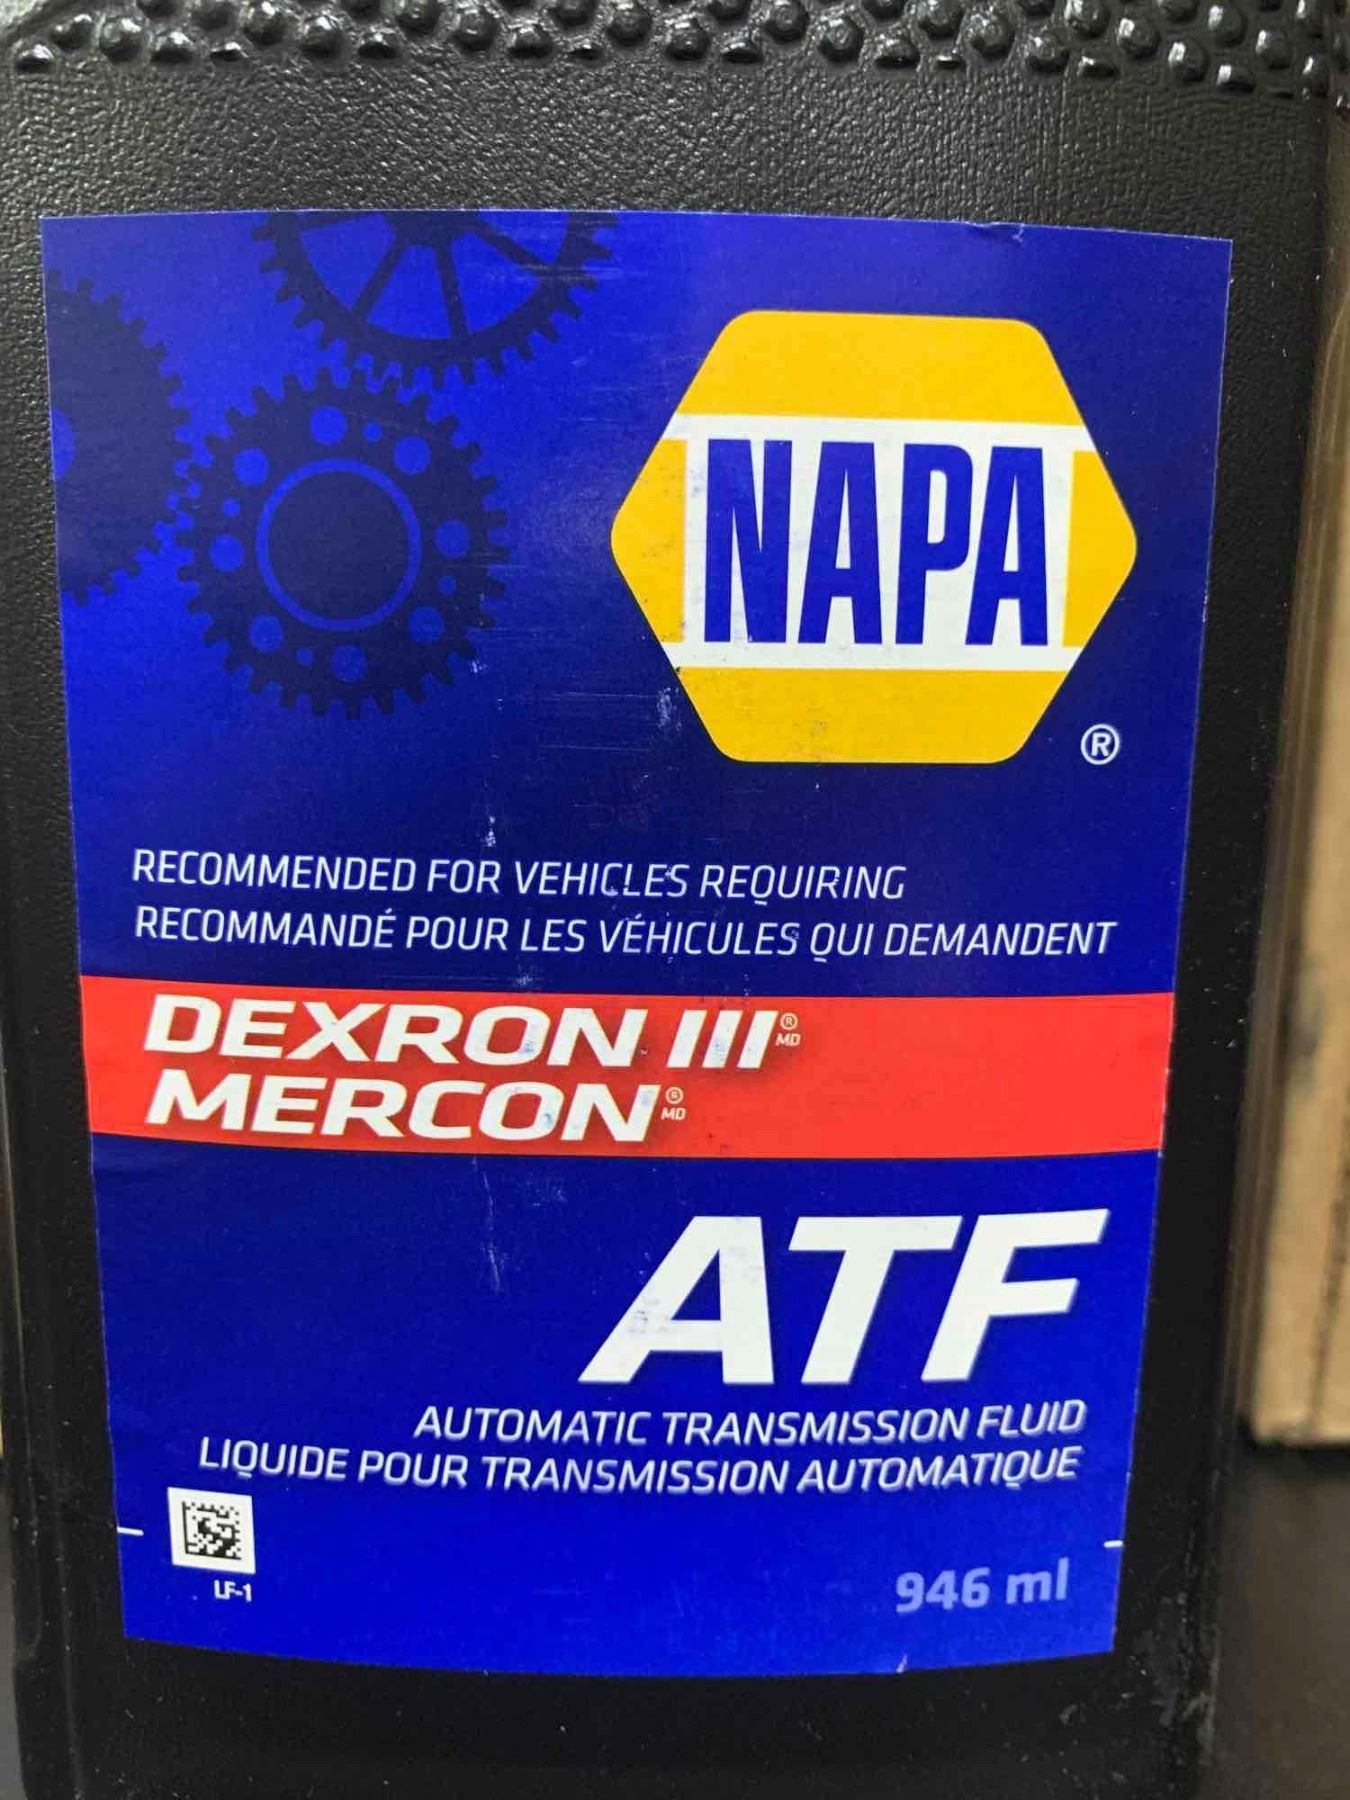 NAPA
®
RECOMMENDED FOR VEHICLES REQUIRING
RECOMMANDÉ POUR LES VÉHICULES QUI DEMANDENT
DEXRON III® MD
MERCON® MD
ATF
AUTOMATIC TRANSMISSION FLUID
LIQUIDE POUR TRANSMISSION AUTOMATIQUE
LF-1
946 ml